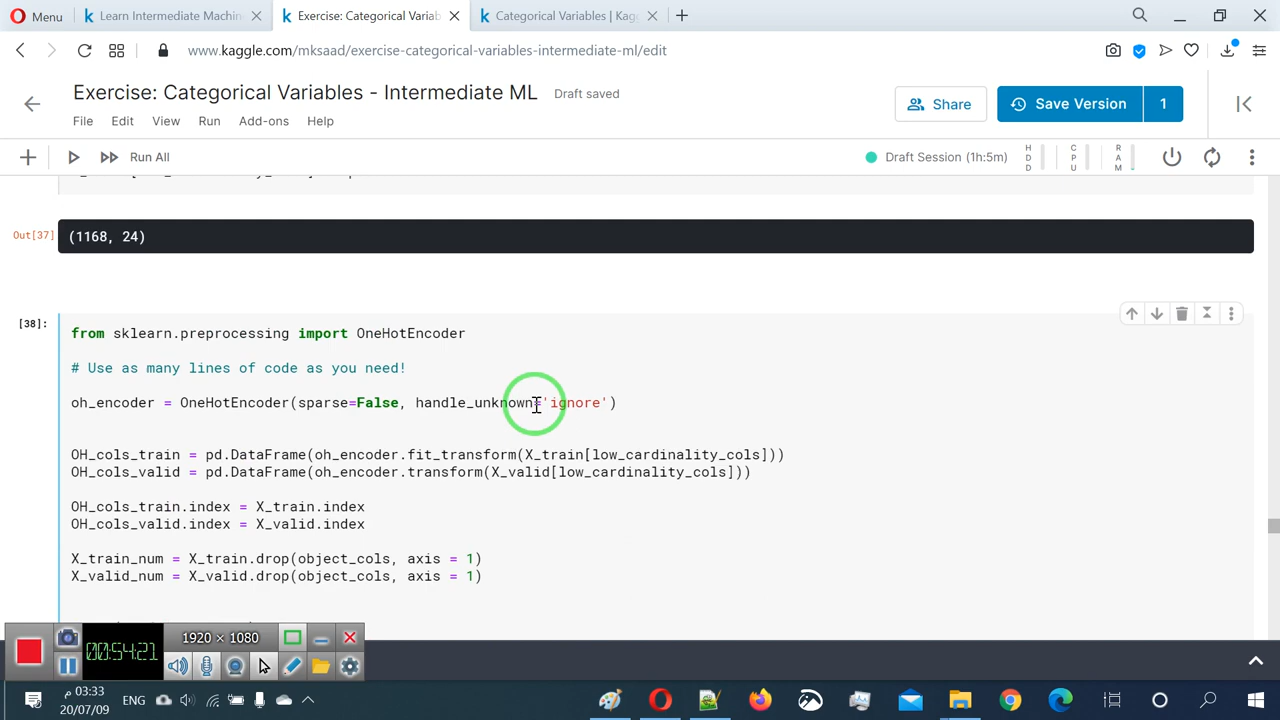 Menu
Learn Intermediate Machin
Exercise: Categorical Variab
Categorical Variables | Kagg
www.kaggle.com/mksaad/exercise-categorical-variables-intermediate-ml/edit
Exercise: Categorical Variables - Intermediate ML Draft saved
Share
Save Version
1
File Edit View Run Add-ons Help
Run All
Draft Session (1h:5m)
HDD
CPU
RAM
Out[37]
(1168, 24)
[38]:
from sklearn.preprocessing import OneHotEncoder
# Use as many lines of code as you need!
oh_encoder = OneHotEncoder(sparse=False, handle_unknown='ignore')
OH_cols_train = pd.DataFrame(oh_encoder.fit_transform(X_train[low_cardinality_cols]))
OH_cols_valid = pd.DataFrame(oh_encoder.transform(X_valid[low_cardinality_cols]))
OH_cols_train.index = X_train.index
OH_cols_valid.index = X_valid.index
X_train_num = X_train.drop(object_cols, axis = 1)
X_valid_num = X_valid.drop(object_cols, axis = 1)
00:54:21
1920 × 1080
ENG
03:33 م
20/07/09